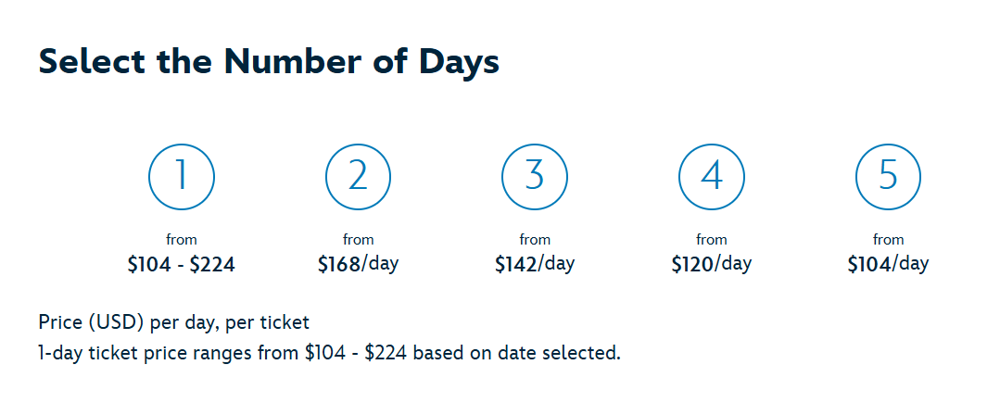 Select the Number of Days
1 2 3 4 5
from from from from from
$104 - $224 $168/day $142/day $120/day $104/day
Price (USD) per day, per ticket
1-day ticket price ranges from $104 - $224 based on date selected.